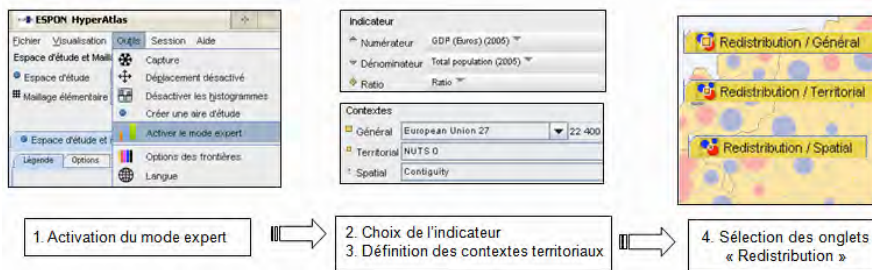 ESPON HyperAtlas
Fichier Visualisation Outils Session Aide
Espace d'étude et Maill
Espace d'étude
Maillage élémentaire
Espace d'étude et
Légende Options
Capture
Déplacement désactivé
Désactiver les histogrammes
Créer une aire d'étude
Activer le mode expert
Options des frontières
Langue
Indicateur
Numérateur GDP (Euros) (2005)
Dénominateur Total population (2005)
Ratio Ratio
Contextes
Général European Union 27 22 400
Territorial NUTS 0
Spatial Contiguity
Redistribution / Général
Redistribution / Territorial
Redistribution / Spatial
1. Activation du mode expert
2. Choix de l'indicateur
3. Définition des contextes territoriaux
4. Sélection des onglets
« Redistribution »